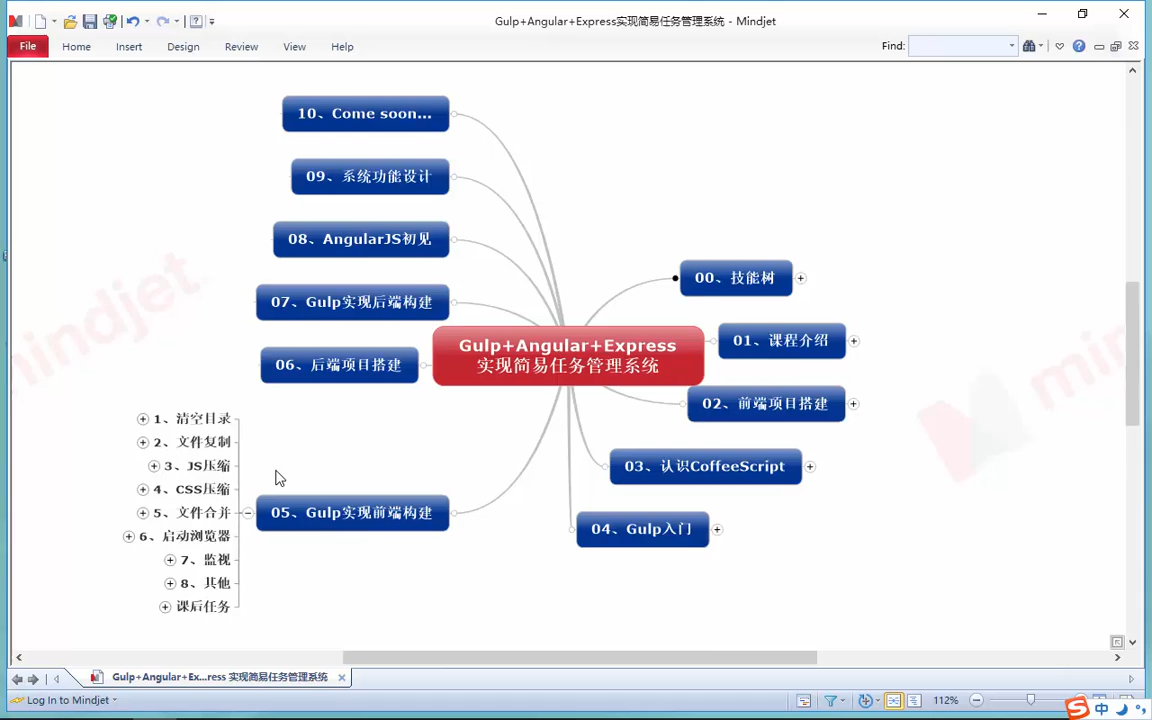 Gulp+Angular+Express实现简易任务管理系统 - Mindjet
File
Home
Insert
Design
Review
View
Help
Find:
10、Come soon...
09、系统功能设计
08、AngularJS初见
07、Gulp实现后端构建
06、后端项目搭建
00、技能树
01、课程介绍
02、前端项目搭建
03、认识CoffeeScript
04、Gulp入门
Gulp+Angular+Express
实现简易任务管理系统
05、Gulp实现前端构建
1、清空目录
2、文件复制
3、JS压缩
4、CSS压缩
5、文件合并
6、启动浏览器
7、监视
8、其他
课后任务
mindjet
Gulp+Angular+Ex...ress 实现简易任务管理系统
Log In to Mindjet
112%
中